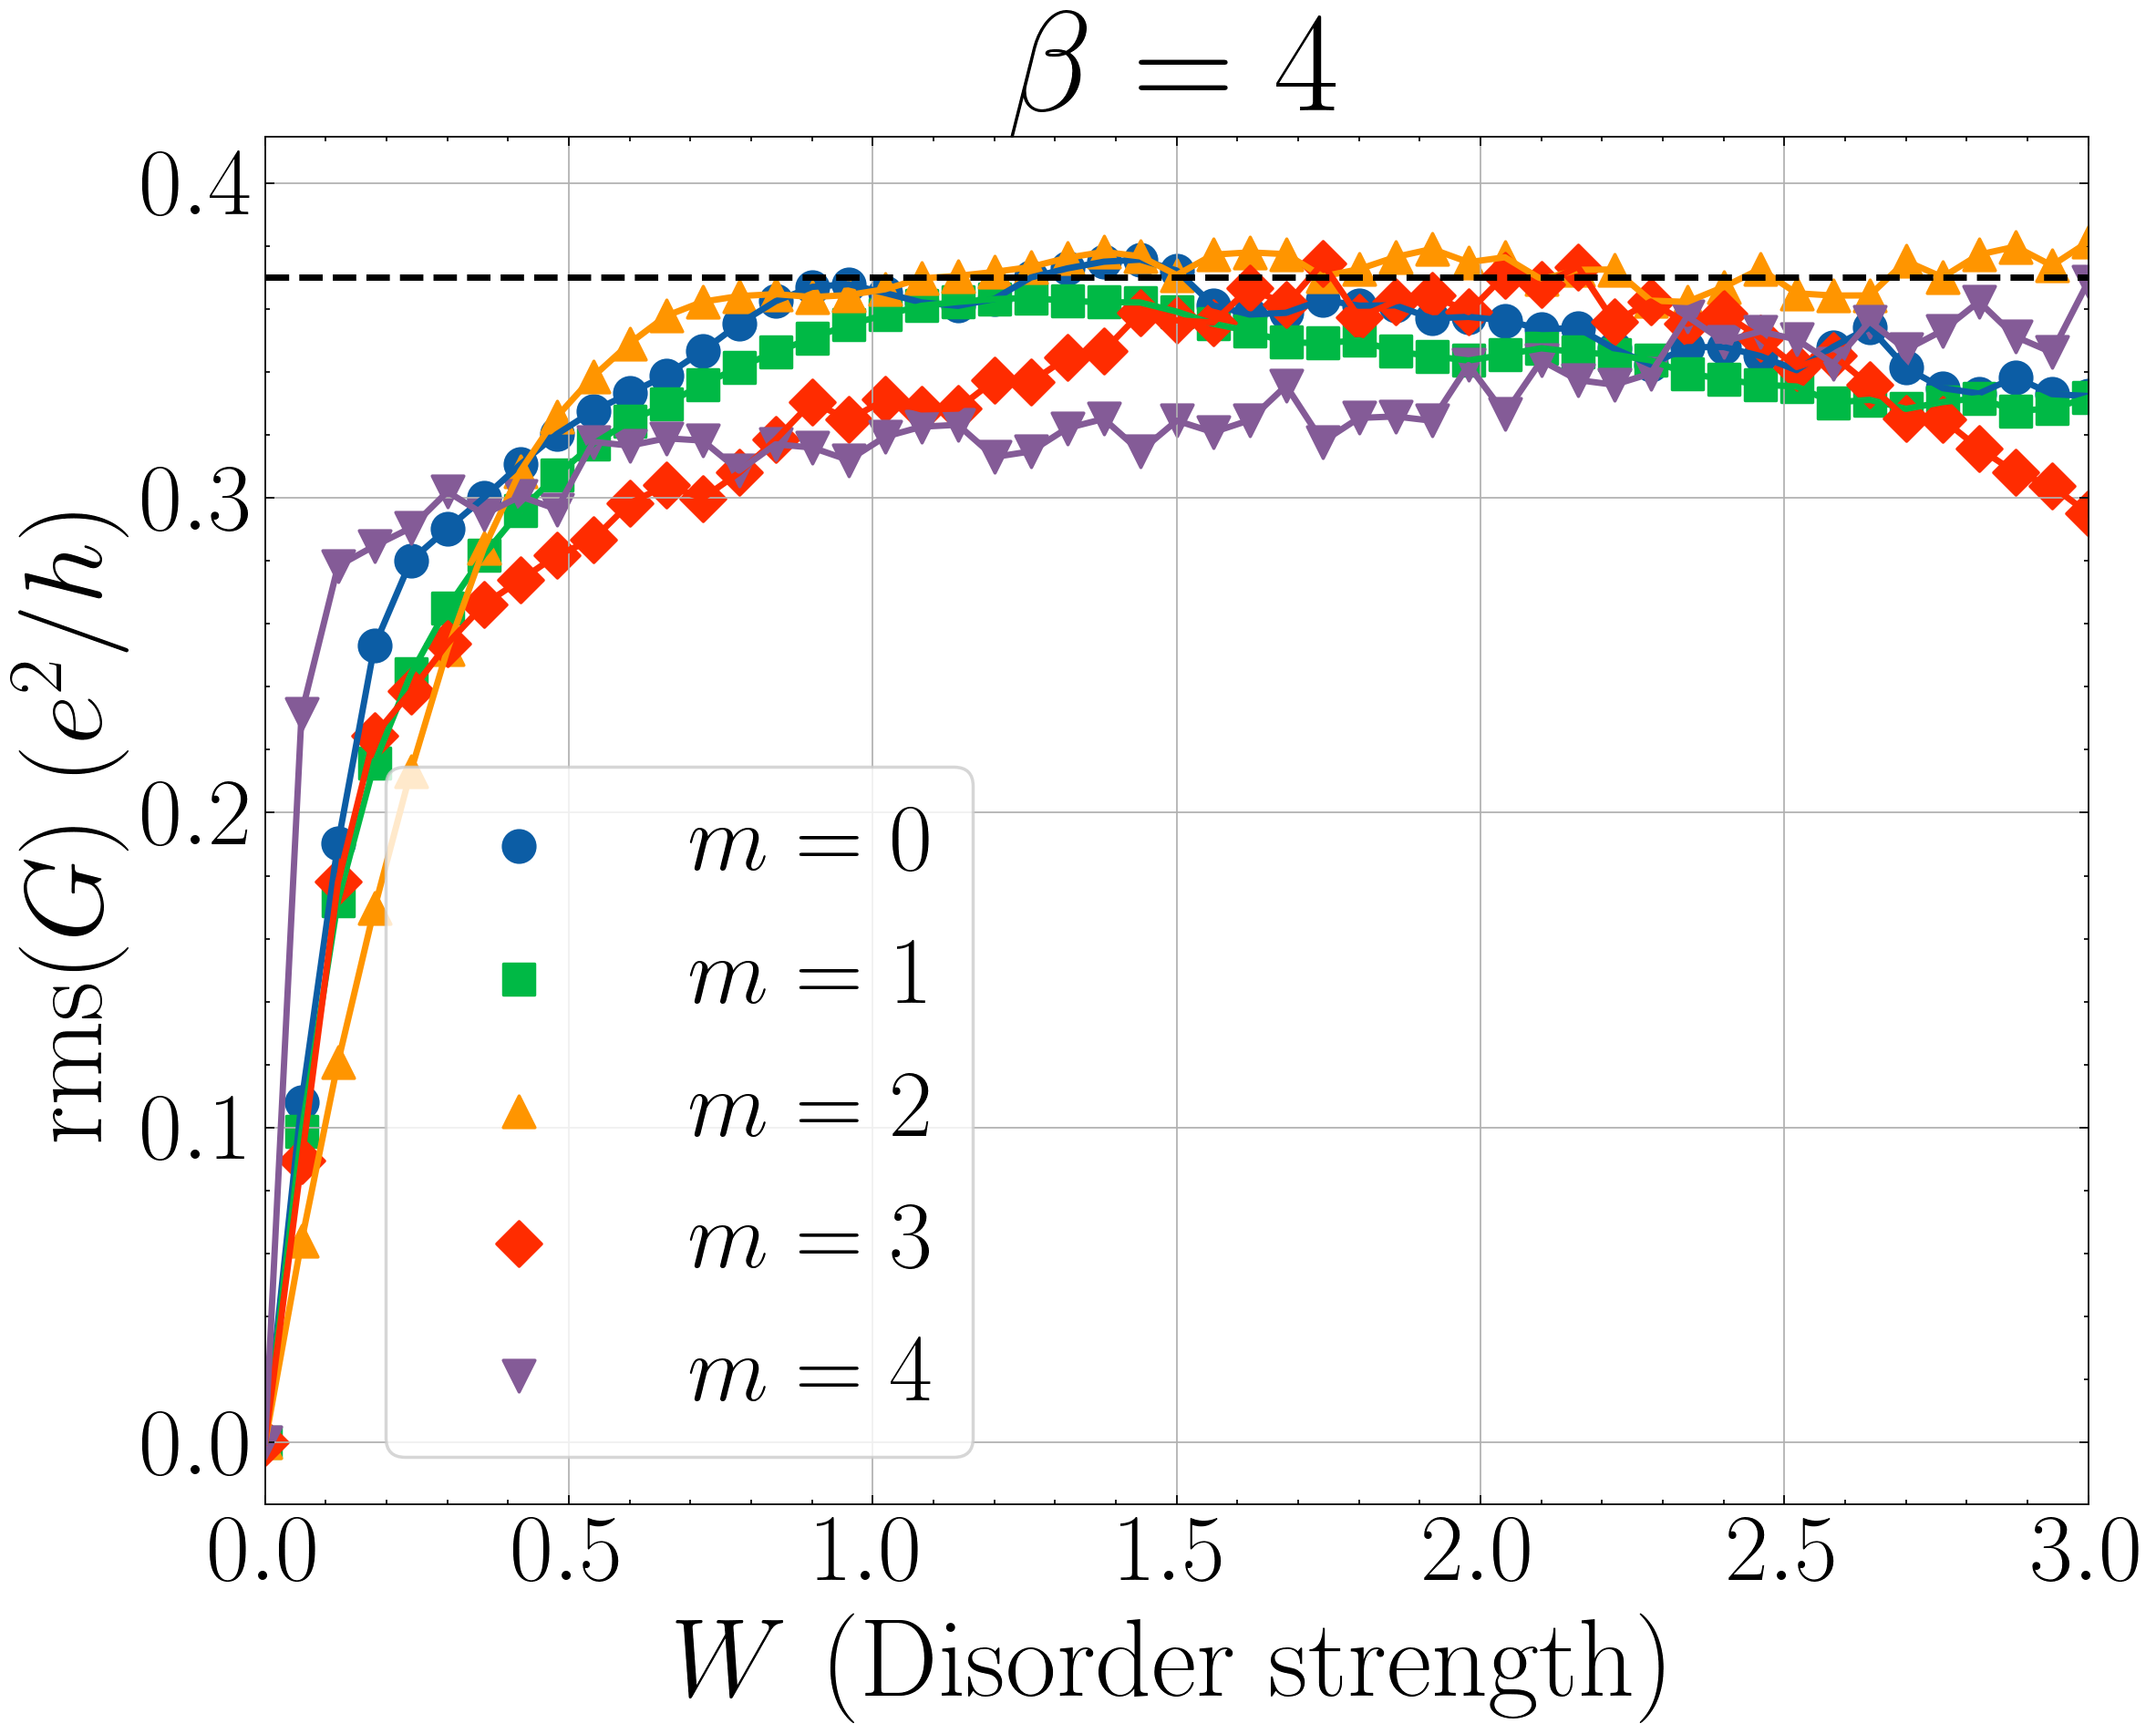 β = 4
rms(G) (e²/h)
0.4
0.3
0.2
0.1
0.0
m = 0
m = 1
m = 2
m = 3
m = 4
0.0 0.5 1.0 1.5 2.0 2.5 3.0
W (Disorder strength)